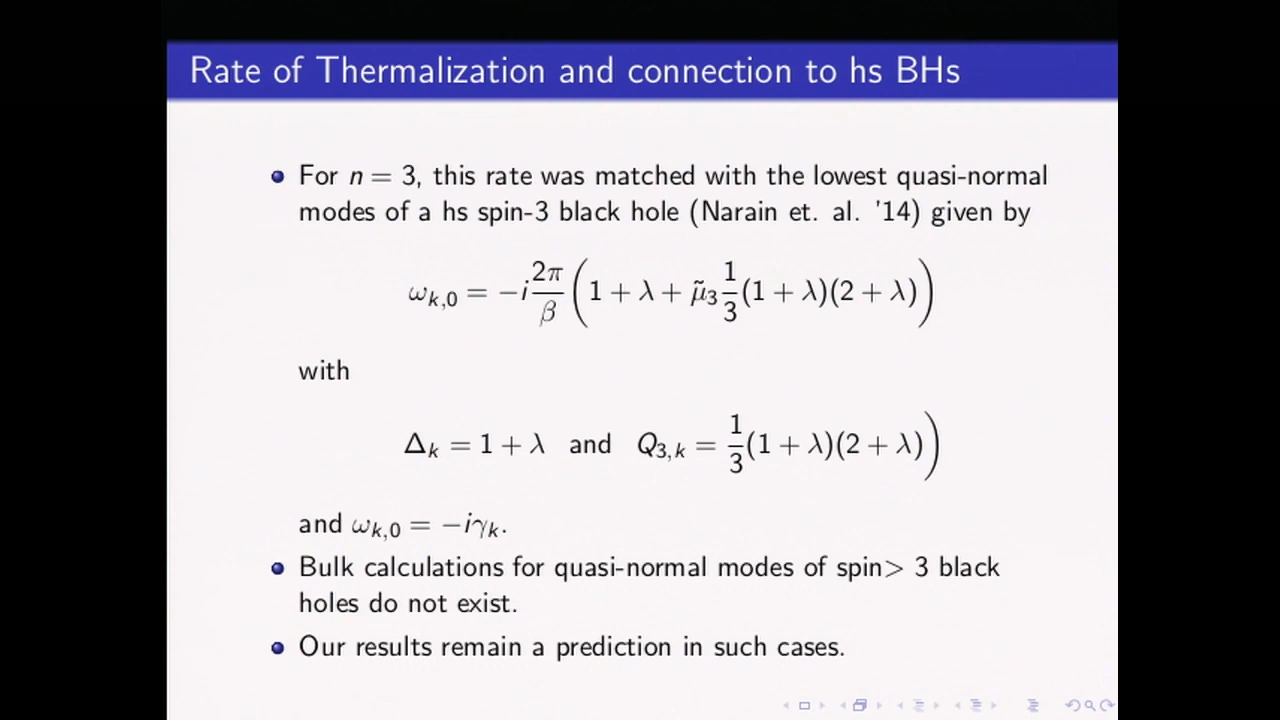 Rate of Thermalization and connection to hs BHs
For n = 3, this rate was matched with the lowest quasi-normal
modes of a hs spin-3 black hole (Narain et. al. '14) given by
ω_{k,0} = −i \frac{2π}{β} ( 1 + λ + μ̃_3 \frac{1}{3} (1 + λ)(2 + λ) )
with
Δ_k = 1 + λ and Q_{3,k} = \frac{1}{3} (1 + λ)(2 + λ) )
and ω_{k,0} = −iγ_k.
Bulk calculations for quasi-normal modes of spin> 3 black
holes do not exist.
Our results remain a prediction in such cases.